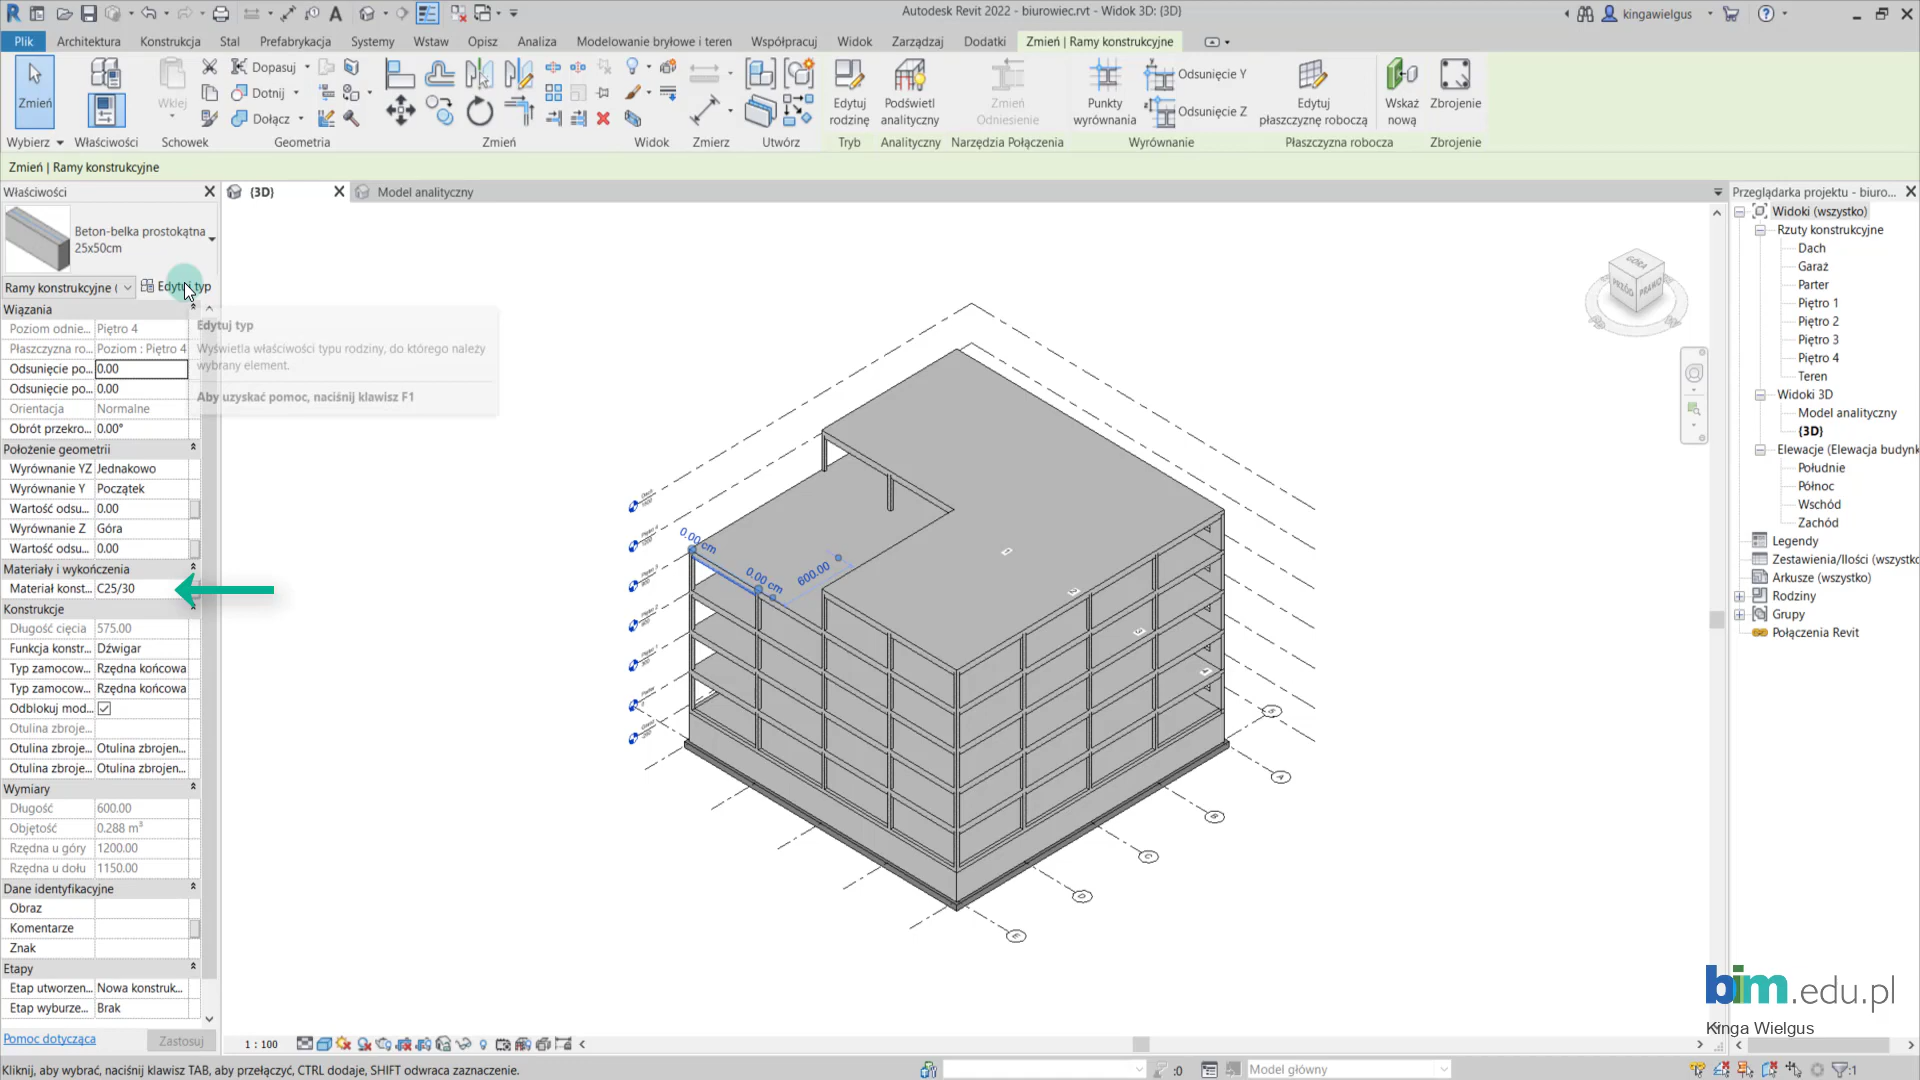 Autodesk Revit 2022 - biurowiec.rvt - Widok 3D: {3D}
kingawielgus
Plik
Architektura
Konstrukcja
Stal
Prefabrykacja
Systemy
Wstaw
Opisz
Analiza
Modelowanie bryłowe i teren
Współpracuj
Widok
Zarządzaj
Dodatki
Zmień | Ramy konstrukcyjne
Zmień
Wklej
Dopasuj
Dotnij
Dołącz
Edytuj
rodzinę
Podświetl
analityczny
Zmień
Odniesienie
Punkty
wyrównania
Odsunięcie Y
Odsunięcie Z
Edytuj
płaszczyznę roboczą
Wskaż
nową
Zbrojenie
Wybierz
Właściwości
Schowek
Geometria
Zmień
Widok
Zmierz
Utwórz
Tryb
Analityczny
Narzędzia Połączenia
Wyrównanie
Płaszczyzna robocza
Zbrojenie
Zmień | Ramy konstrukcyjne
Właściwości
Beton-belka prostokątna
25x50cm
Ramy konstrukcyjne (
Edytuj typ
Wiązania
Poziom odnie... Piętro 4
Płaszczyzna ro... Poziom : Piętro 4
Odsunięcie po... 0.00
Odsunięcie po... 0.00
Orientacja Normalne
Obrót przekro... 0.00°
Położenie geometrii
Wyrównanie YZ Jednakowo
Wyrównanie Y Początek
Wartość odsu... 0.00
Wyrównanie Z Góra
Wartość odsu... 0.00
Materiały i wykończenia
Materiał konst... C25/30
Konstrukcje
Długość cięcia 575.00
Funkcja konstr... Dźwigar
Typ zamocow... Rzędna końcowa
Typ zamocow... Rzędna końcowa
Odblokuj mod...
Otulina zbroje...
Otulina zbroje... Otulina zbrojen...
Otulina zbroje... Otulina zbrojen...
Wymiary
Długość 600.00
Objętość 0.288 m³
Rzędna u góry 1200.00
Rzędna u dołu 1150.00
Dane identyfikacyjne
Obraz
Komentarze
Znak
Etapy
Etap utworzen... Nowa konstruk...
Etap wyburze... Brak
Pomoc dotycząca
Zastosuj
Edytuj typ
Wyświetla właściwości typu rodziny, do którego należy
wybrany element.
Aby uzyskać pomoc, naciśnij klawisz F1
{3D}
Model analityczny
GÓRA
PRZÓD
PRAWO
0.00 cm
0.00 cm
600.00
1
2
3
4
5
A
B
C
D
E
Przeglądarka projektu - biuro...
Widoki (wszystko)
Rzuty konstrukcyjne
Dach
Garaż
Parter
Piętro 1
Piętro 2
Piętro 3
Piętro 4
Teren
Widoki 3D
Model analityczny
{3D}
Elewacje (Elewacja budynk
Południe
Północ
Wschód
Zachód
Legendy
Zestawienia/Ilości (wszystko
Arkusze (wszystko)
Rodziny
Grupy
Połączenia Revit
bim.edu.pl
Kinga Wielgus
1 : 100
Kliknij, aby wybrać, naciśnij klawisz TAB, aby przełączyć, CTRL dodaje, SHIFT odwraca zaznaczenie.
:0
Model główny
:1